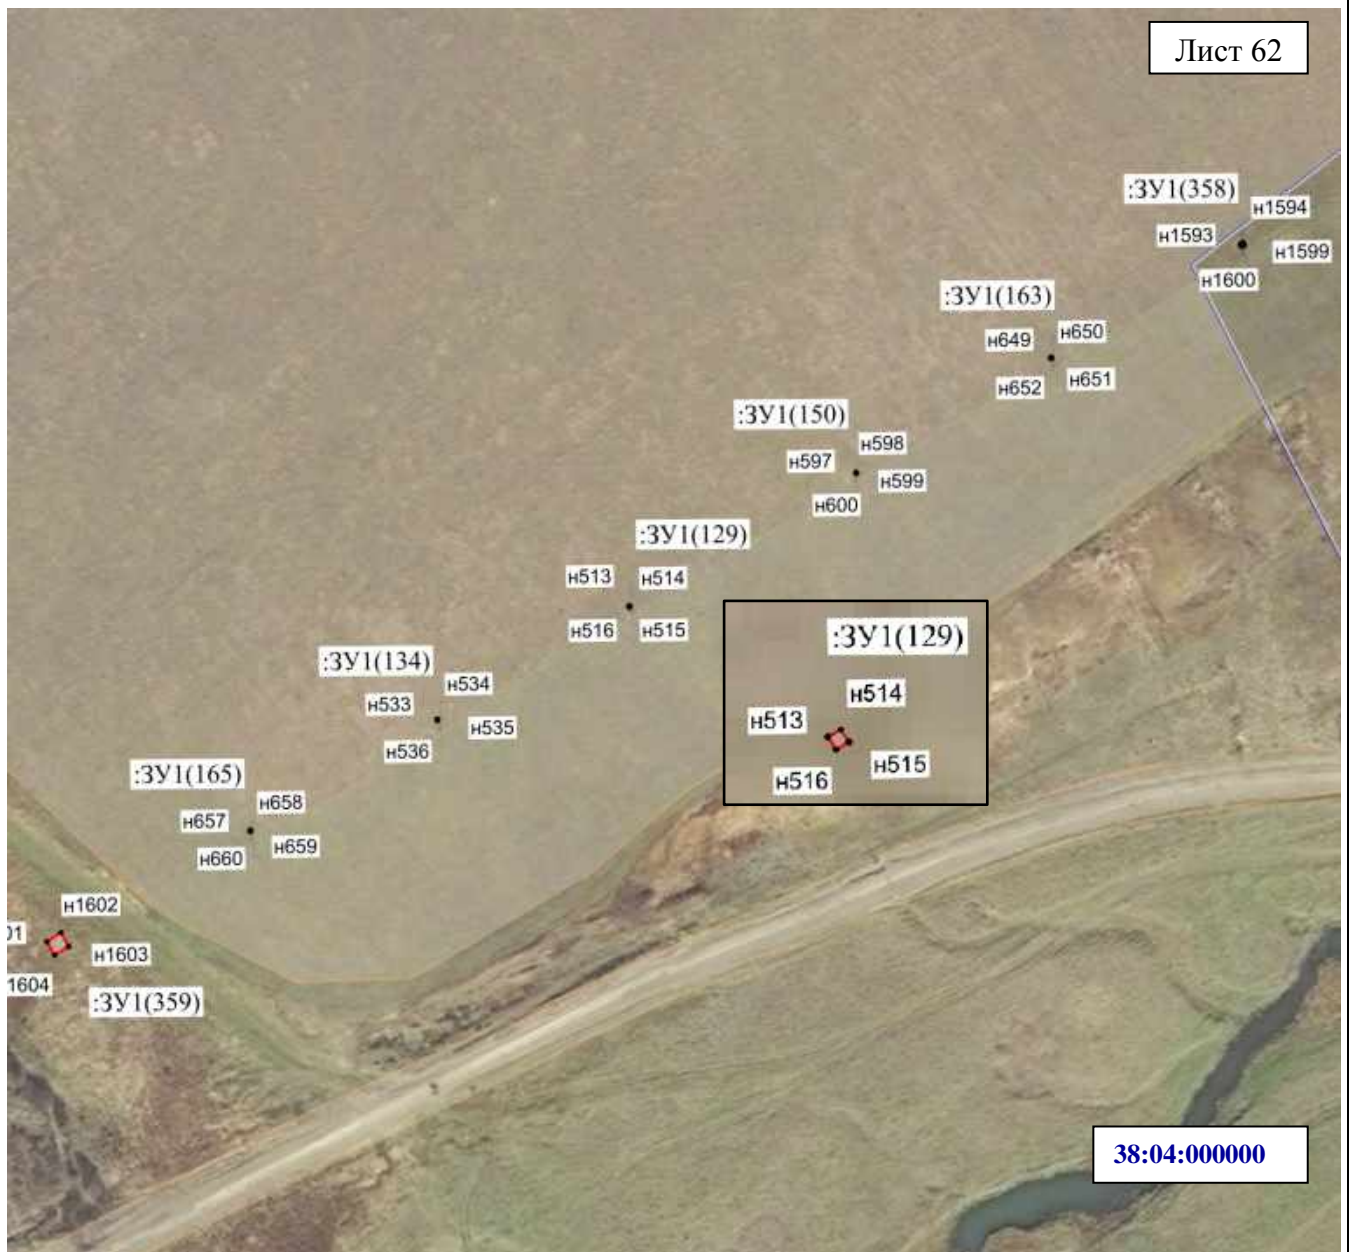 Лист 62
:ЗУ1(358)
н1594
н1593
н1599
н1600
:ЗУ1(163)
н650
н649
н651
н652
:ЗУ1(150)
н598
н597
н599
н600
:ЗУ1(129)
н513
н514
н516
н515
:ЗУ1(129)
н514
н513
н515
н516
:ЗУ1(134)
н534
н533
н535
н536
:ЗУ1(165)
н658
н657
н659
н660
н1602
01
н1603
1604
:ЗУ1(359)
38:04:000000